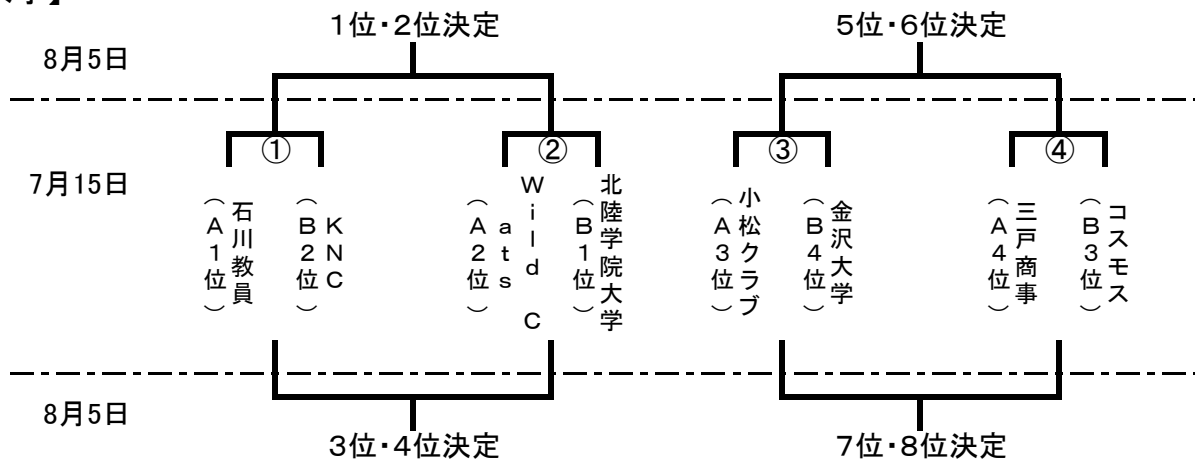 】
1位・2位決定
5位・6位決定
8月5日
①
②
③
④
7月15日
石川教員
（A1位）
KNC
（B2位）
Wild C
ats
（A2位）
北陸学院大学
（B1位）
小松クラブ
（A3位）
金沢大学
（B4位）
三戸商事
（A4位）
コスモス
（B3位）
8月5日
3位・4位決定
7位・8位決定